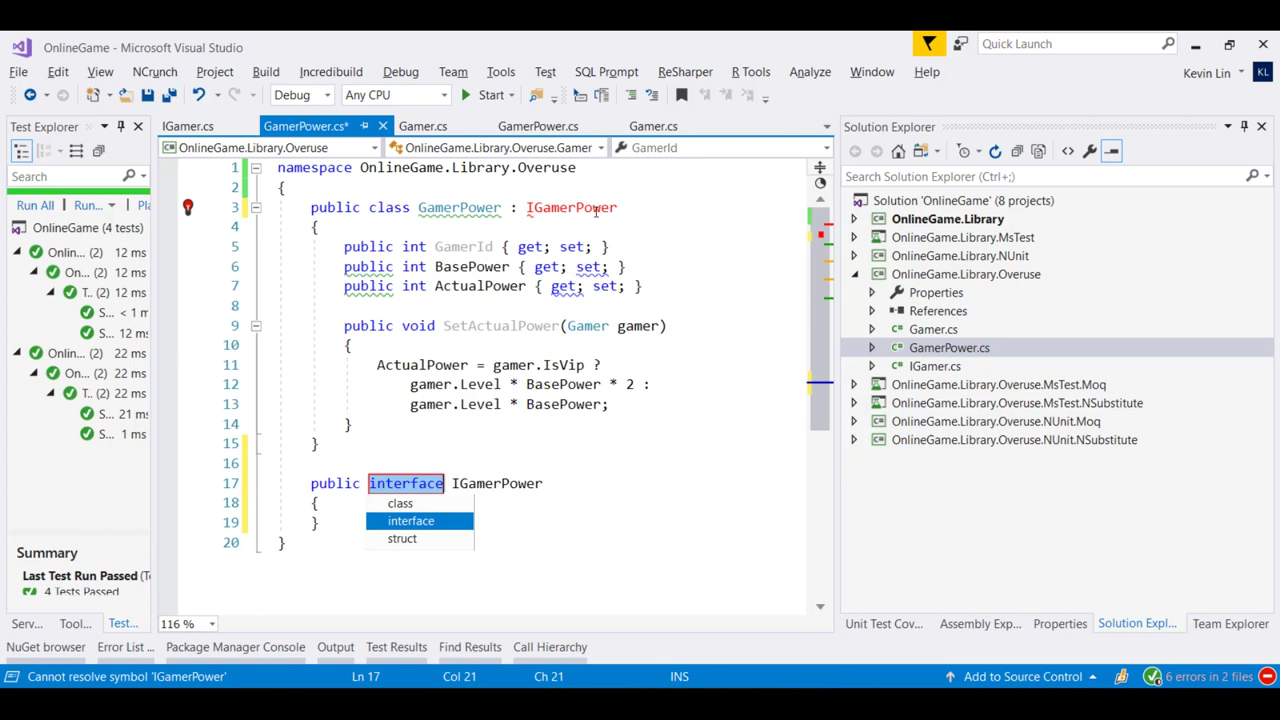 OnlineGame - Microsoft Visual Studio
Quick Launch
File Edit View NCrunch Project Build Incredibuild Debug Team Tools Test SQL Prompt ReSharper R Tools Analyze Window Help
Kevin Lin KL
Debug Any CPU Start
Test Explorer
IGamer.cs GamerPower.cs* Gamer.cs GamerPower.cs Gamer.cs
Solution Explorer
OnlineGame.Library.Overuse OnlineGame.Library.Overuse.Gamer GamerId
Search
Search Solution Explorer (Ctrl+;)
Run All Run...
OnlineGame (4 tests)
Onlin... (2) 12 ms
On... (2) 12 ms
T.. (2) 12 ms
S... < 1 m
S... 12 ms
Onlin... (2) 22 ms
On... (2) 22 ms
T.. (2) 22 ms
S... 21 ms
S... 1 ms
Summary
Last Test Run Passed
4 Tests Passed
Serv... Tool... Test...
1 namespace OnlineGame.Library.Overuse
2 {
3 public class GamerPower : IGamerPower
4 {
5 public int GamerId { get; set; }
6 public int BasePower { get; set; }
7 public int ActualPower { get; set; }
8
9 public void SetActualPower(Gamer gamer)
10 {
11 ActualPower = gamer.IsVip ?
12 gamer.Level * BasePower * 2 :
13 gamer.Level * BasePower;
14 }
15 }
16
17 public interface IGamerPower
18 {
class
interface
19 }
struct
20 }
116 %
Solution 'OnlineGame' (8 projects)
OnlineGame.Library
OnlineGame.Library.MsTest
OnlineGame.Library.NUnit
OnlineGame.Library.Overuse
Properties
References
Gamer.cs
GamerPower.cs
IGamer.cs
OnlineGame.Library.Overuse.MsTest.Moq
OnlineGame.Library.Overuse.MsTest.NSubstitute
OnlineGame.Library.Overuse.NUnit.Moq
OnlineGame.Library.Overuse.NUnit.NSubstitute
Unit Test Cov... Assembly Exp... Properties Solution Expl... Team Explorer
NuGet browser Error List ... Package Manager Console Output Test Results Find Results Call Hierarchy
Cannot resolve symbol 'IGamerPower' Ln 17 Col 21 Ch 21 INS Add to Source Control 6 errors in 2 files